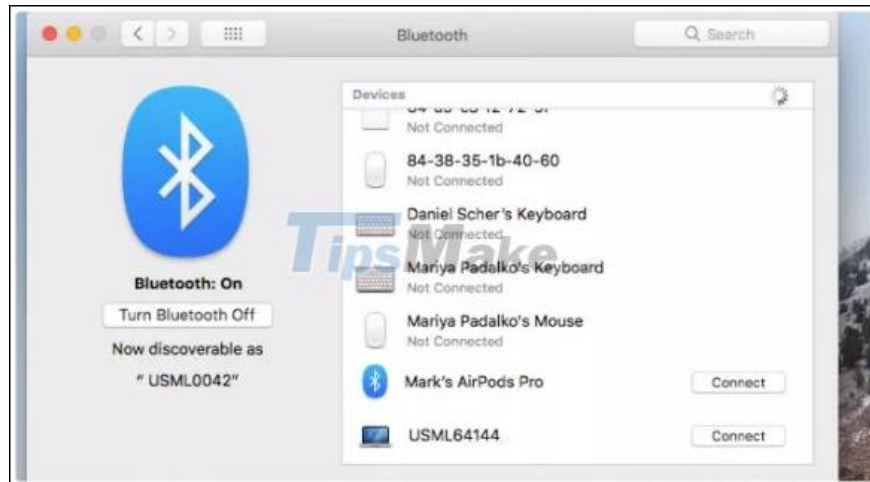 Bluetooth
Search
Devices
Not Connected
84-38-35-1b-40-60
Not Connected
Daniel Scher's Keyboard
Not Connected
Mariya Padalko's Keyboard
Not Connected
Mariya Padalko's Mouse
Not Connected
Mark's AirPods Pro
Connect
USML64144
Connect
Bluetooth: On
Turn Bluetooth Off
Now discoverable as
“ USML0042”
TipsMake